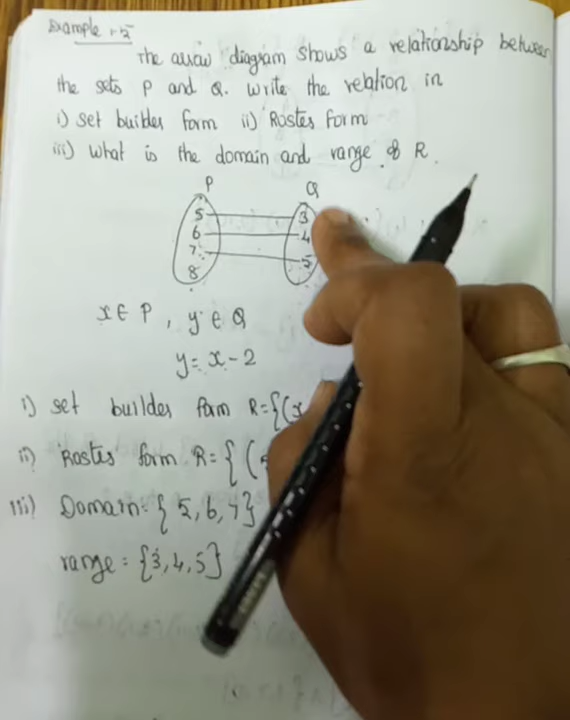 Example 1.5
The arrow diagram shows a relationship between
the sets P and Q. write the relation in
i) set builder form ii) Roster form
iii) what is the domain and range of R.
P Q
5 3
6 4
7 5
8
x ∈ P, y ∈ Q
y = x - 2
i) set builder form R = {(x
ii) Roster form R = { (
iii) Domain = {5,6,7}
range = {3,4,5}